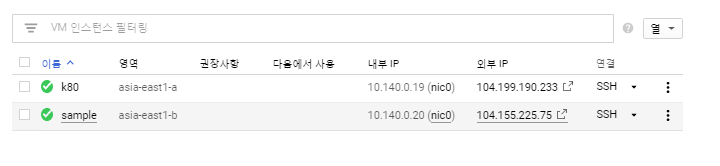 VM 인스턴스 필터링 열
이름 영역 권장사항 다음에서 사용 내부 IP 외부 IP 연결
k80 asia-east1-a 10.140.0.19 (nic0) 104.199.190.233 SSH
sample asia-east1-b 10.140.0.20 (nic0) 104.155.225.75 SSH